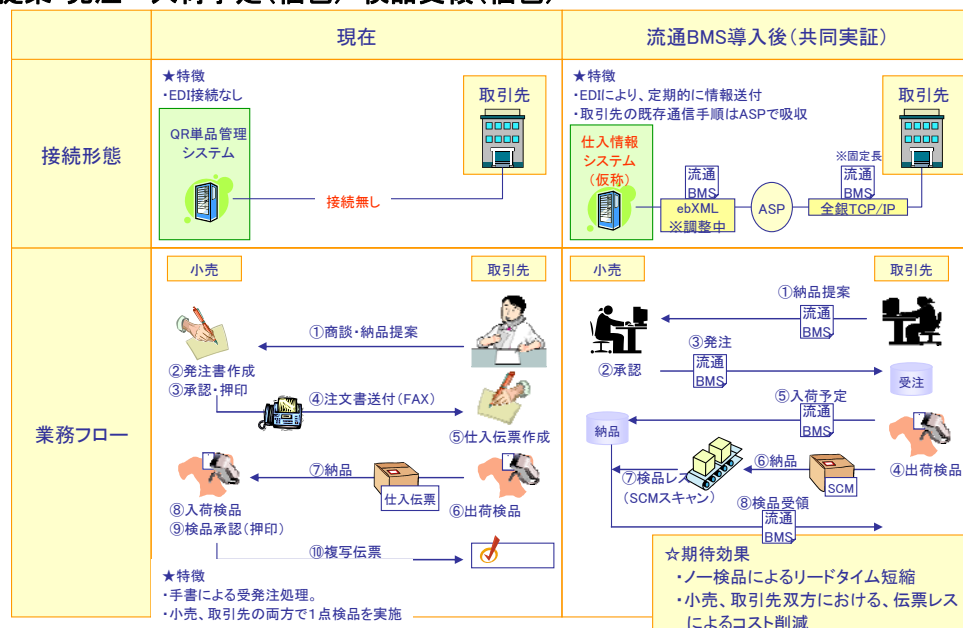 現在
流通BMS導入後(共同実証)
接続形態
★特徴
・EDI接続なし
取引先
QR単品管理
システム
接続無し
★特徴
・EDIにより、定期的に情報送付
・取引先の既存通信手順はASPで吸収
取引先
仕入情報
システム
(仮称)
流通
BMS
ebXML
※調整中
ASP
※固定長
流通
BMS
全銀TCP/IP
業務フロー
小売
取引先
①商談・納品提案
②発注書作成
③承認・押印
④注文書送付(FAX)
⑤仕入伝票作成
⑦納品
仕入伝票
⑥出荷検品
⑧入荷検品
⑨検品承認(押印)
⑩複写伝票
★特徴
・手書による受発注処理。
・小売、取引先の両方で1点検品を実施
小売
取引先
①納品提案
流通
BMS
③発注
②承認
流通
BMS
受注
⑤入荷予定
流通
BMS
納品
④出荷検品
⑥納品
SCM
⑦検品レス
(SCMスキャン)
⑧検品受領
流通
BMS
☆期待効果
・ノー検品によるリードタイム短縮
・小売、取引先双方における、伝票レス
によるコスト削減